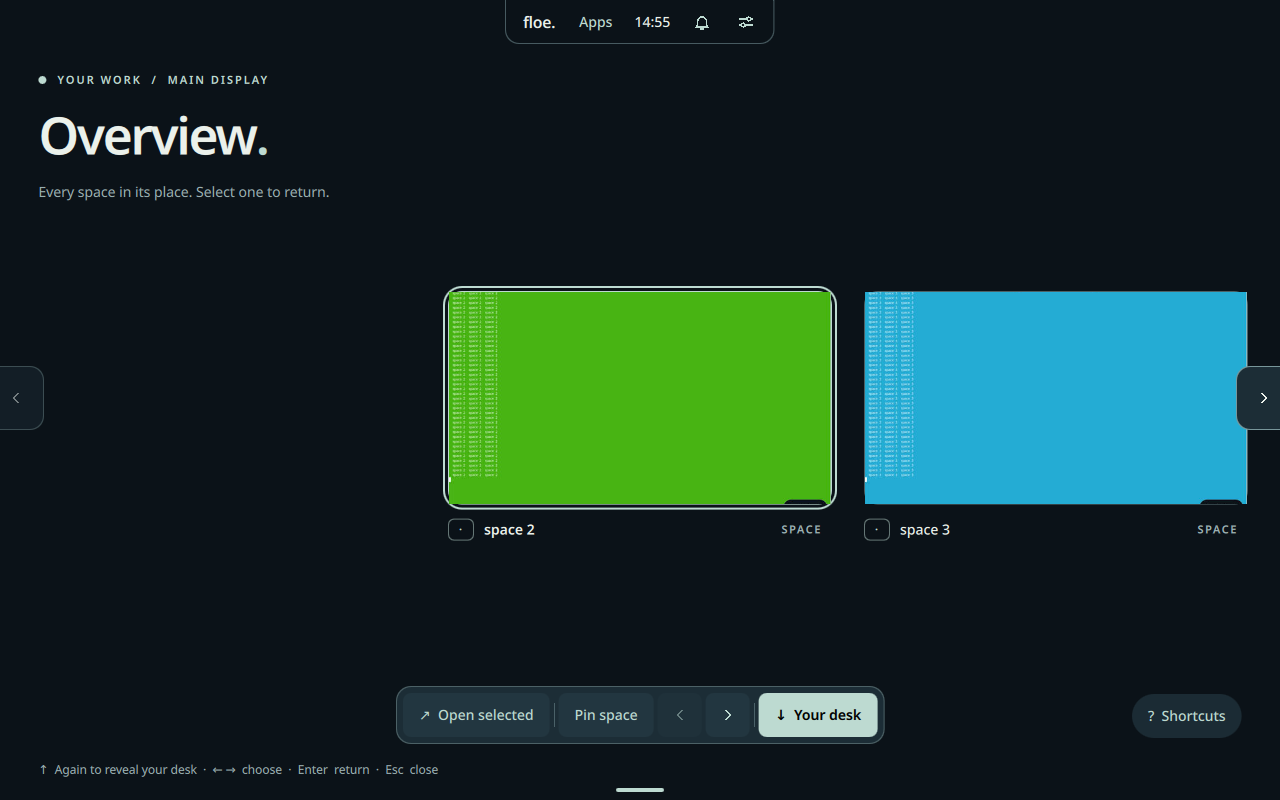 floe. Apps 14:55
YOUR WORK / MAIN DISPLAY
Overview.
Every space in its place. Select one to return.
space 2 SPACE
space 3 SPACE
↗ Open selected Pin space ↓ Your desk
? Shortcuts
↑ Again to reveal your desk · ←→ choose · Enter return · Esc close